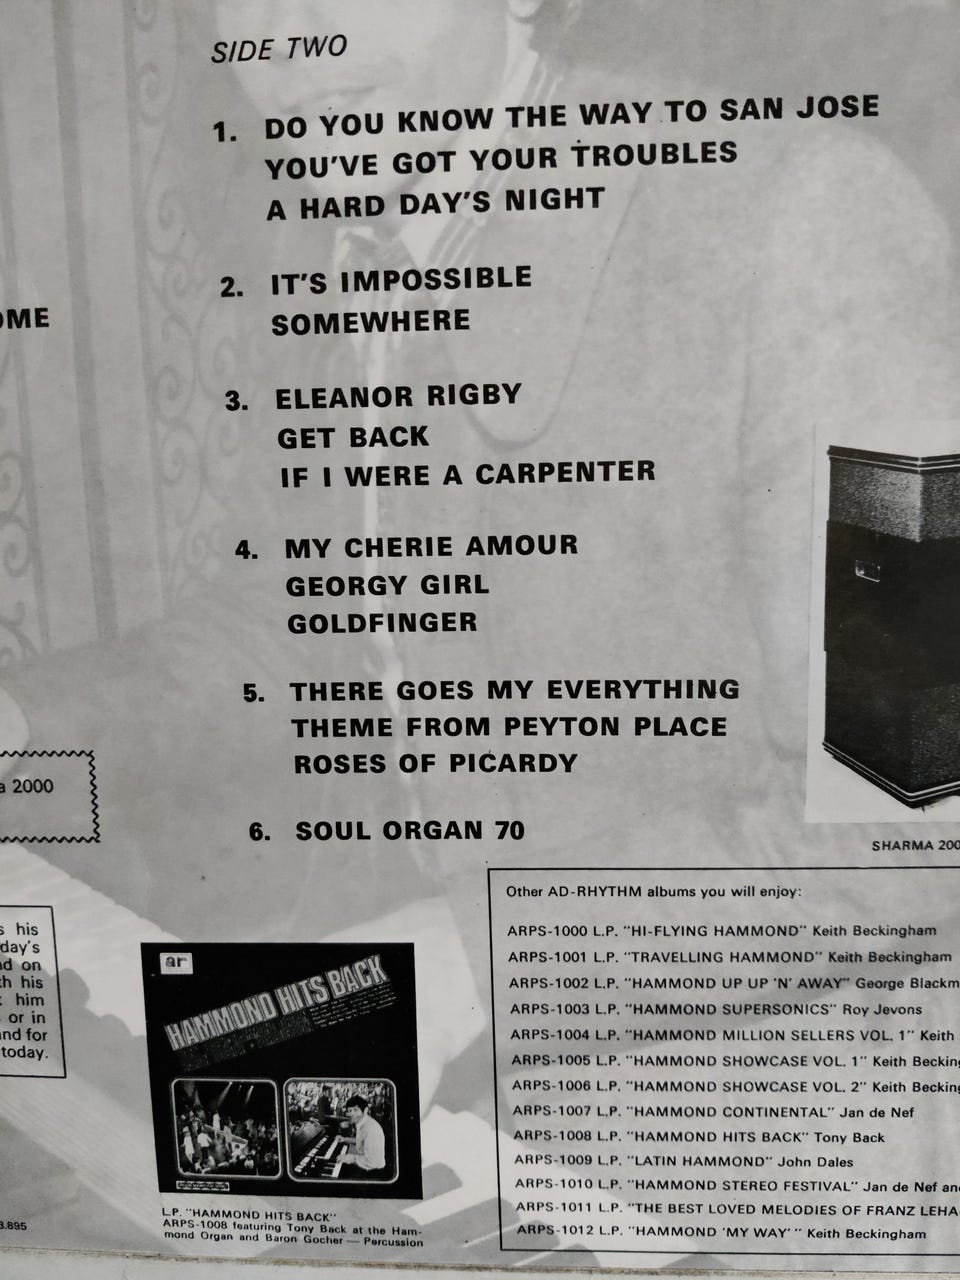 SIDE TWO
1. DO YOU KNOW THE WAY TO SAN JOSE
YOU'VE GOT YOUR TROUBLES
A HARD DAY'S NIGHT
2. IT'S IMPOSSIBLE
SOMEWHERE
OME
3. ELEANOR RIGBY
GET BACK
IF I WERE A CARPENTER
4. MY CHERIE AMOUR
GEORGY GIRL
GOLDFINGER
5. THERE GOES MY EVERYTHING
THEME FROM PEYTON PLACE
ROSES OF PICARDY
a 2000
6. SOUL ORGAN 70
SHARMA 200
s his
day's
nd on
th his
him
or in
and for
today.
ar
HAMMOND HITS BACK
L.P. "HAMMOND HITS BACK"
ARPS-1008 featuring Tony Back at the Ham-
mond Organ and Baron Gocher — Percussion
3.895
Other AD-RHYTHM albums you will enjoy:
ARPS-1000 L.P. "HI-FLYING HAMMOND" Keith Beckingham
ARPS-1001 L.P. "TRAVELLING HAMMOND" Keith Beckingham
ARPS-1002 L.P. "HAMMOND UP UP 'N' AWAY" George Blackm
ARPS-1003 L.P. "HAMMOND SUPERSONICS" Roy Jevons
ARPS-1004 L.P. "HAMMOND MILLION SELLERS VOL. 1" Keith
ARPS-1005 L.P. "HAMMOND SHOWCASE VOL. 1" Keith Becking
ARPS-1006 L.P. "HAMMOND SHOWCASE VOL. 2" Keith Becking
ARPS-1007 L.P. "HAMMOND CONTINENTAL" Jan de Nef
ARPS-1008 L.P. "HAMMOND HITS BACK" Tony Back
ARPS-1009 L.P. "LATIN HAMMOND" John Dales
ARPS-1010 L.P. "HAMMOND STEREO FESTIVAL" Jan de Nef an
ARPS-1011 L.P. "THE BEST LOVED MELODIES OF FRANZ LEHA
ARPS-1012 L.P. "HAMMOND 'MY WAY' " Keith Beckingham